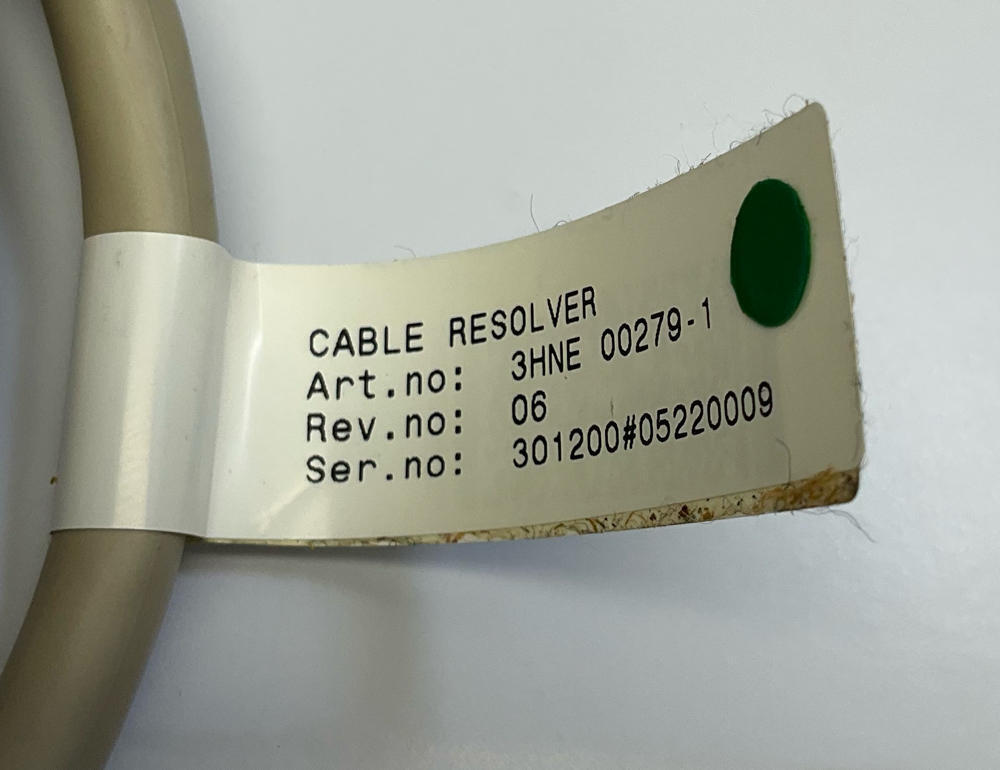 CABLE RESOLVER
Art.no: 3HNE 00279-1
Rev.no: 06
Ser.no: 301200#05220009